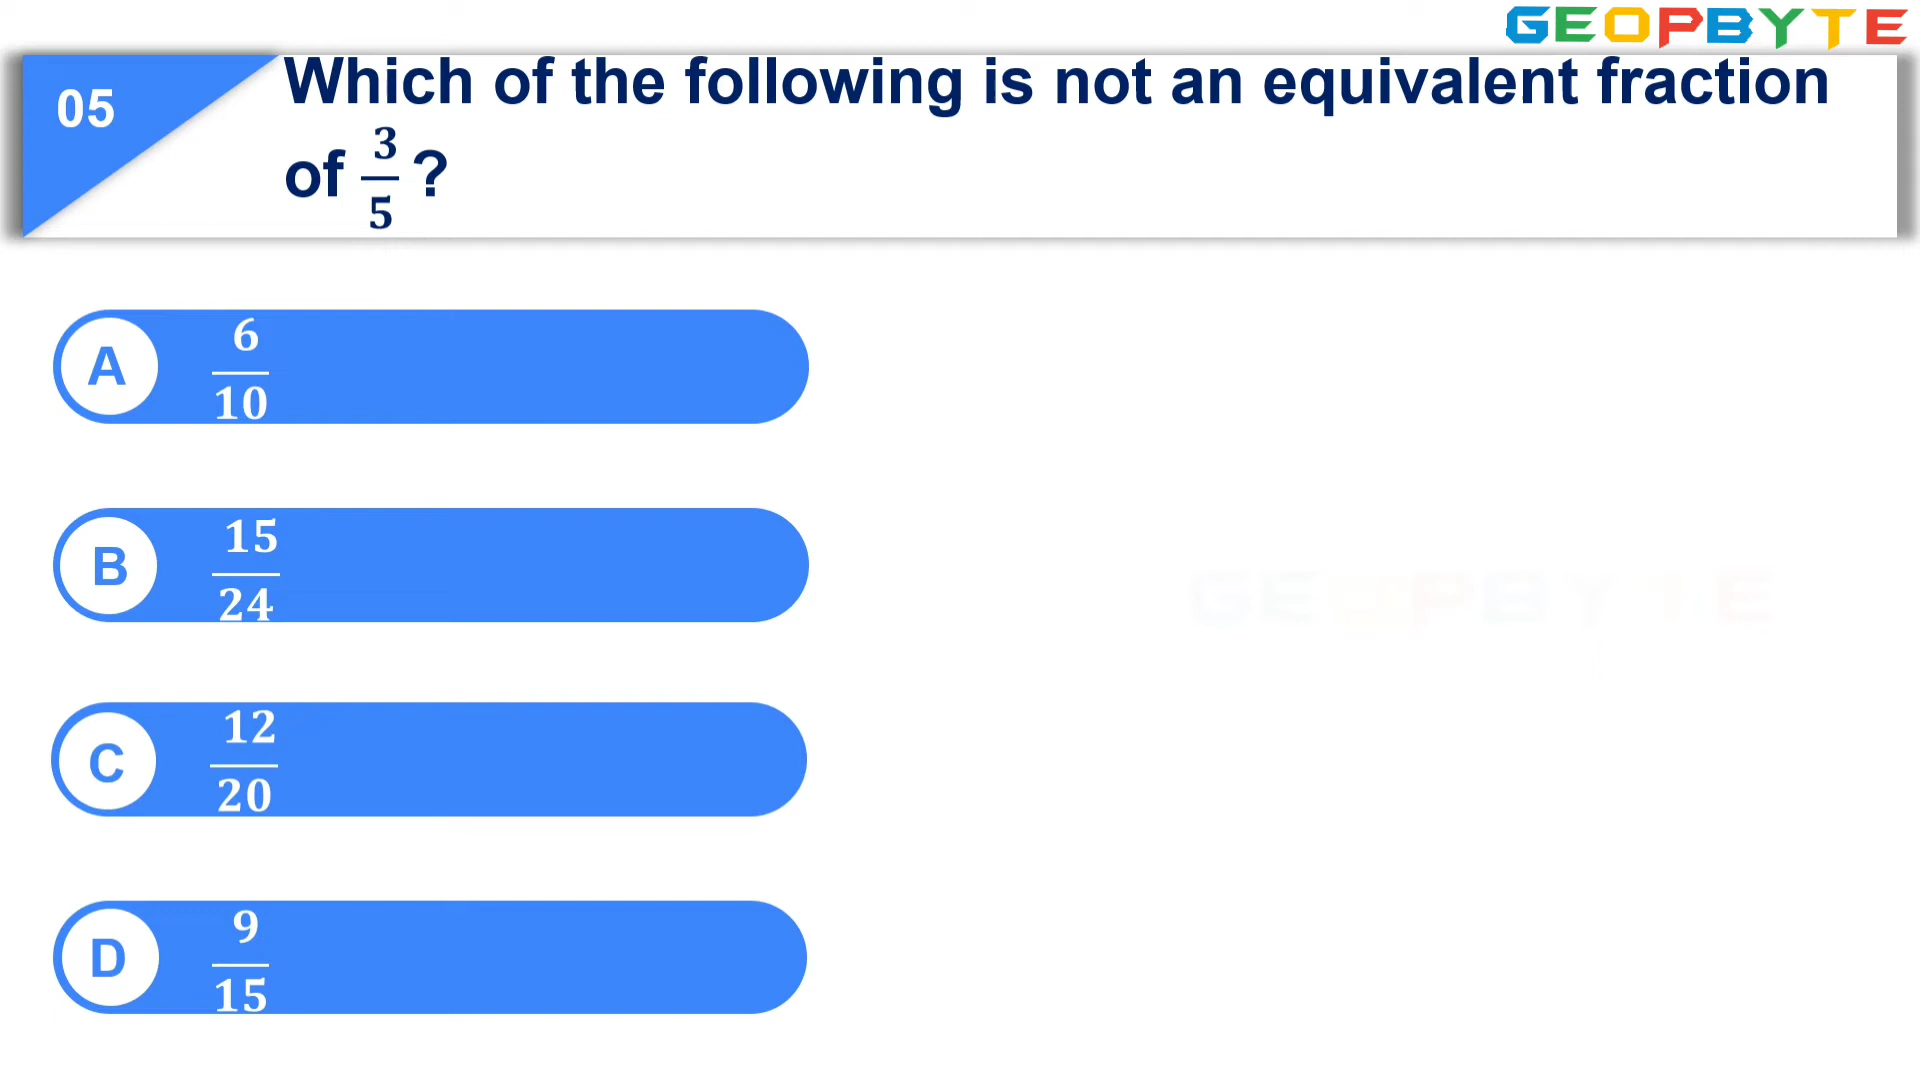 GEOPBYTE
05
Which of the following is not an equivalent fraction
of 3/5 ?
A 6/10
B 15/24
GEOPBYTE
C 12/20
D 9/15